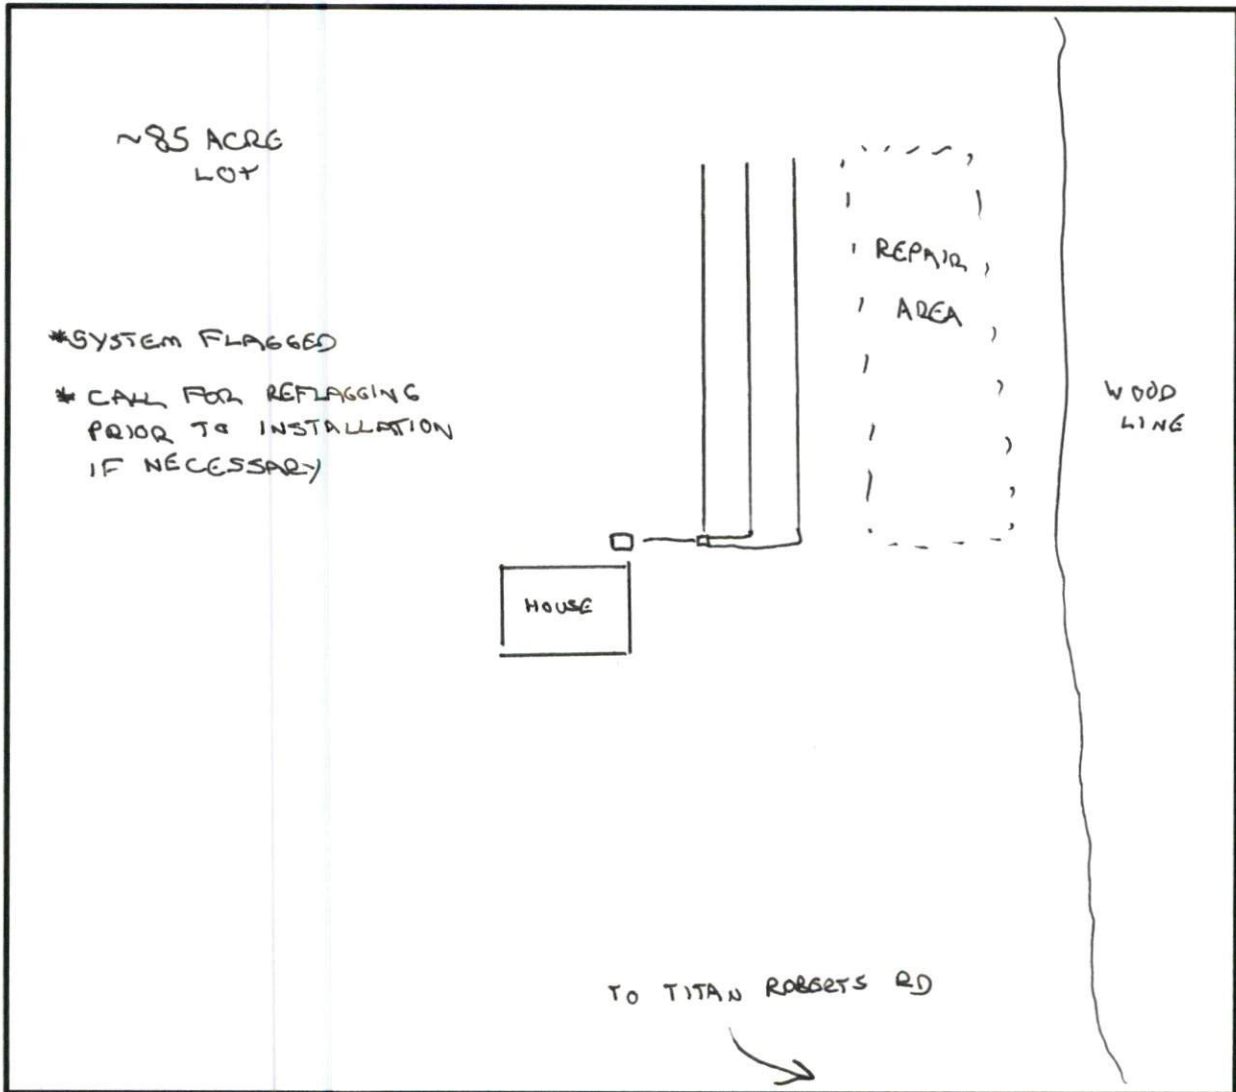 ~85 ACRE
LOT
*SYSTEM FLAGGED
* CALL FOR REFLAGGING
PRIOR TO INSTALLATION
IF NECESSARY
REPAIR
AREA
WOOD
LINE
HOUSE
TO TITAN ROBERTS RD